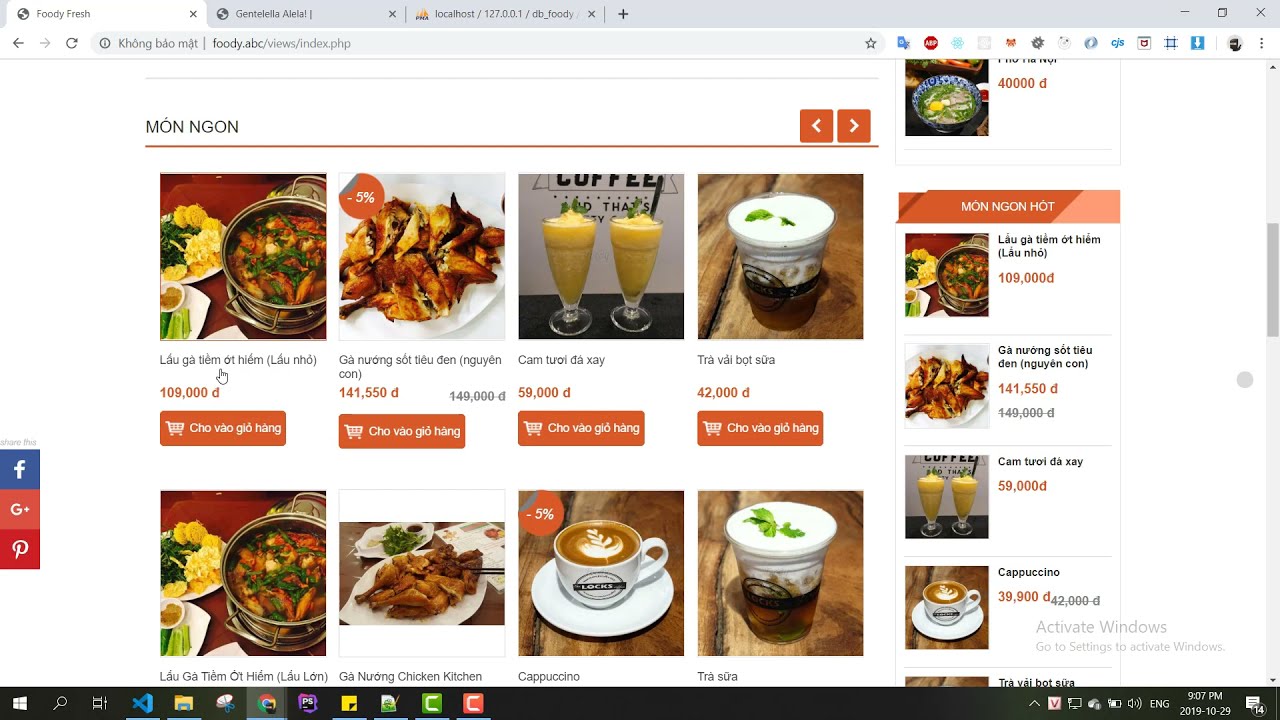 Foody Fresh
Gentelella Alela! |
localhost / 127.0.0.1 / db_foody /
Không bảo mật | foody.abc/views/index.php
ABP
cjs
40000 đ
MÓN NGON
MÓN NGON HÓT
- 5%
COFFEE
Lẩu gà tiềm ớt hiểm (Lẩu nhỏ)
109,000 đ
Cho vào giỏ hàng
Gà nướng sốt tiêu đen (nguyên
con)
141,550 đ
149,000 đ
Cho vào giỏ hàng
Cam tươi đá xay
59,000 đ
Cho vào giỏ hàng
Trà vải bọt sữa
42,000 đ
Cho vào giỏ hàng
Lẩu gà tiềm ớt hiểm
(Lẩu nhỏ)
109,000đ
Gà nướng sốt tiêu
đen (nguyên con)
141,550 đ
149,000 đ
Cam tươi đá xay
59,000đ
Cappuccino
39,900 đ
42,000 đ
Trà vải bọt sữa
share this
f
G+
- 5%
LOCKS
Lẩu Gà Tiềm Ớt Hiểm (Lẩu Lớn)
Gà Nướng Chicken Kitchen
Cappuccino
Trà sữa
Activate Windows
Go to Settings to activate Windows.
9:07 PM
2019-10-29